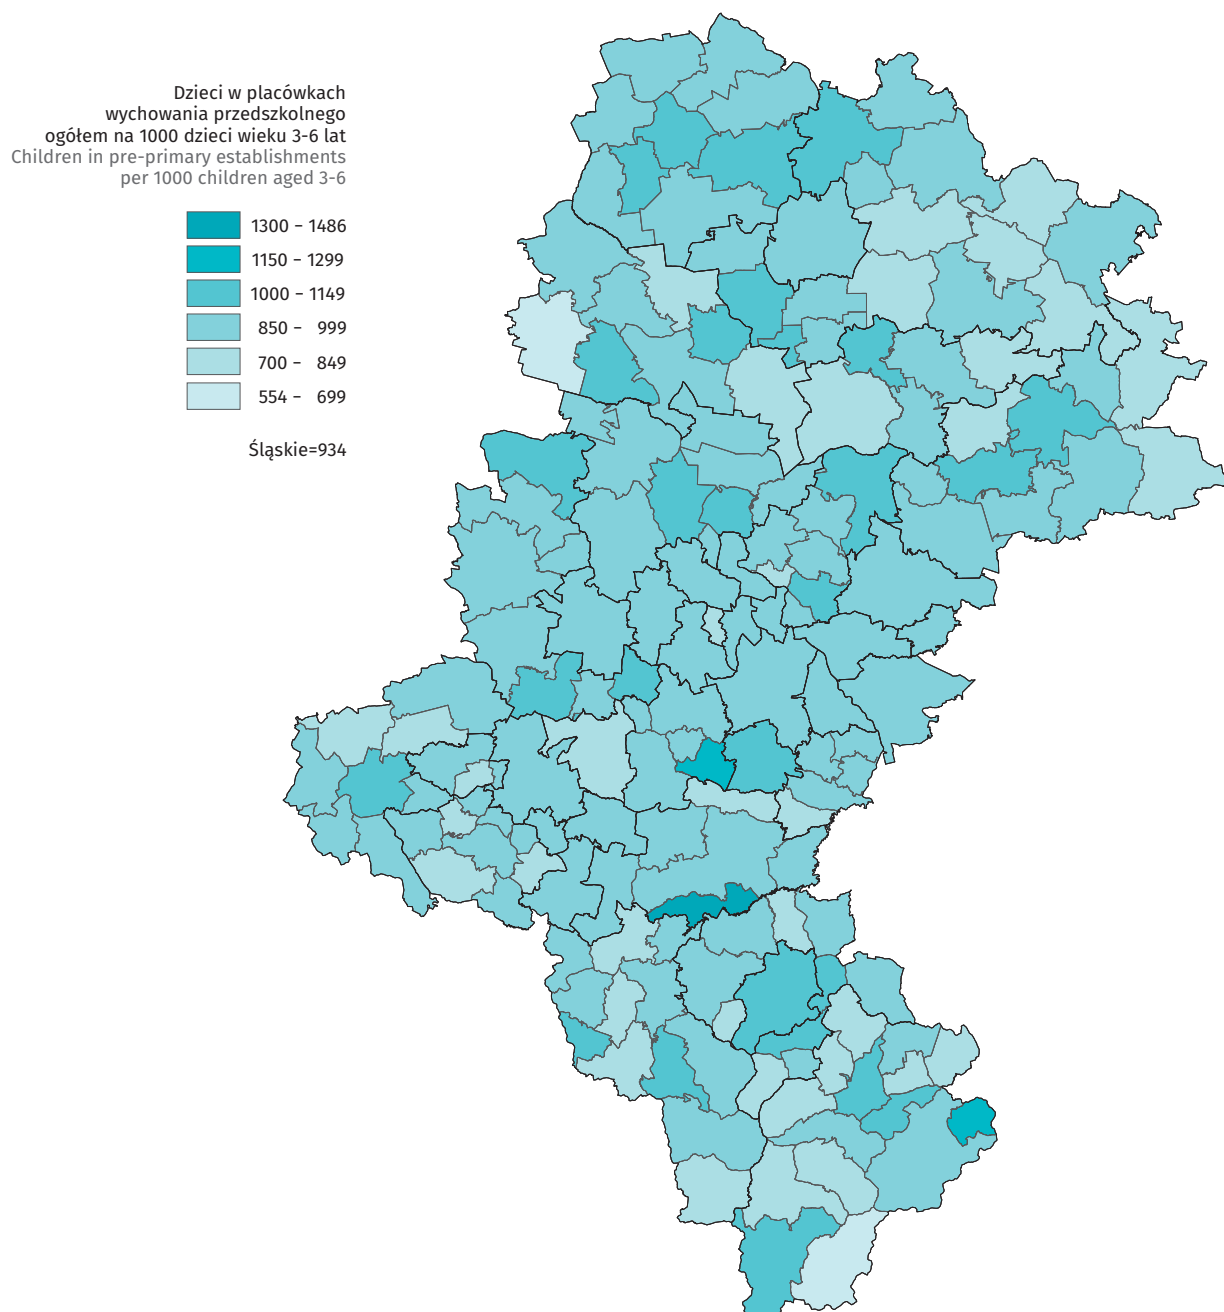 Dzieci w placówkach
wychowania przedszkolnego
ogółem na 1000 dzieci wieku 3-6 lat
Children in pre-primary establishments
per 1000 children aged 3-6
1300 – 1486
1150 – 1299
1000 – 1149
850 – 999
700 – 849
554 – 699
Śląskie=934